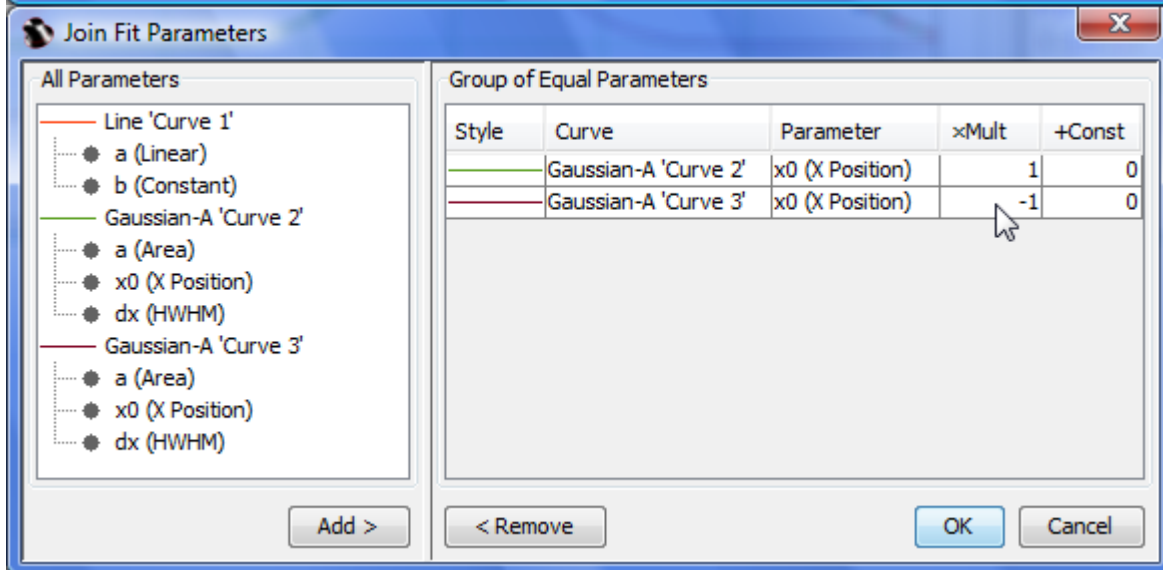 Join Fit Parameters
All Parameters
Line 'Curve 1'
a (Linear)
b (Constant)
Gaussian-A 'Curve 2'
a (Area)
x0 (X Position)
dx (HWHM)
Gaussian-A 'Curve 3'
a (Area)
x0 (X Position)
dx (HWHM)
Add >
Group of Equal Parameters
Style Curve Parameter ×Mult +Const
Gaussian-A 'Curve 2' x0 (X Position) 1 0
Gaussian-A 'Curve 3' x0 (X Position) -1 0
< Remove OK Cancel